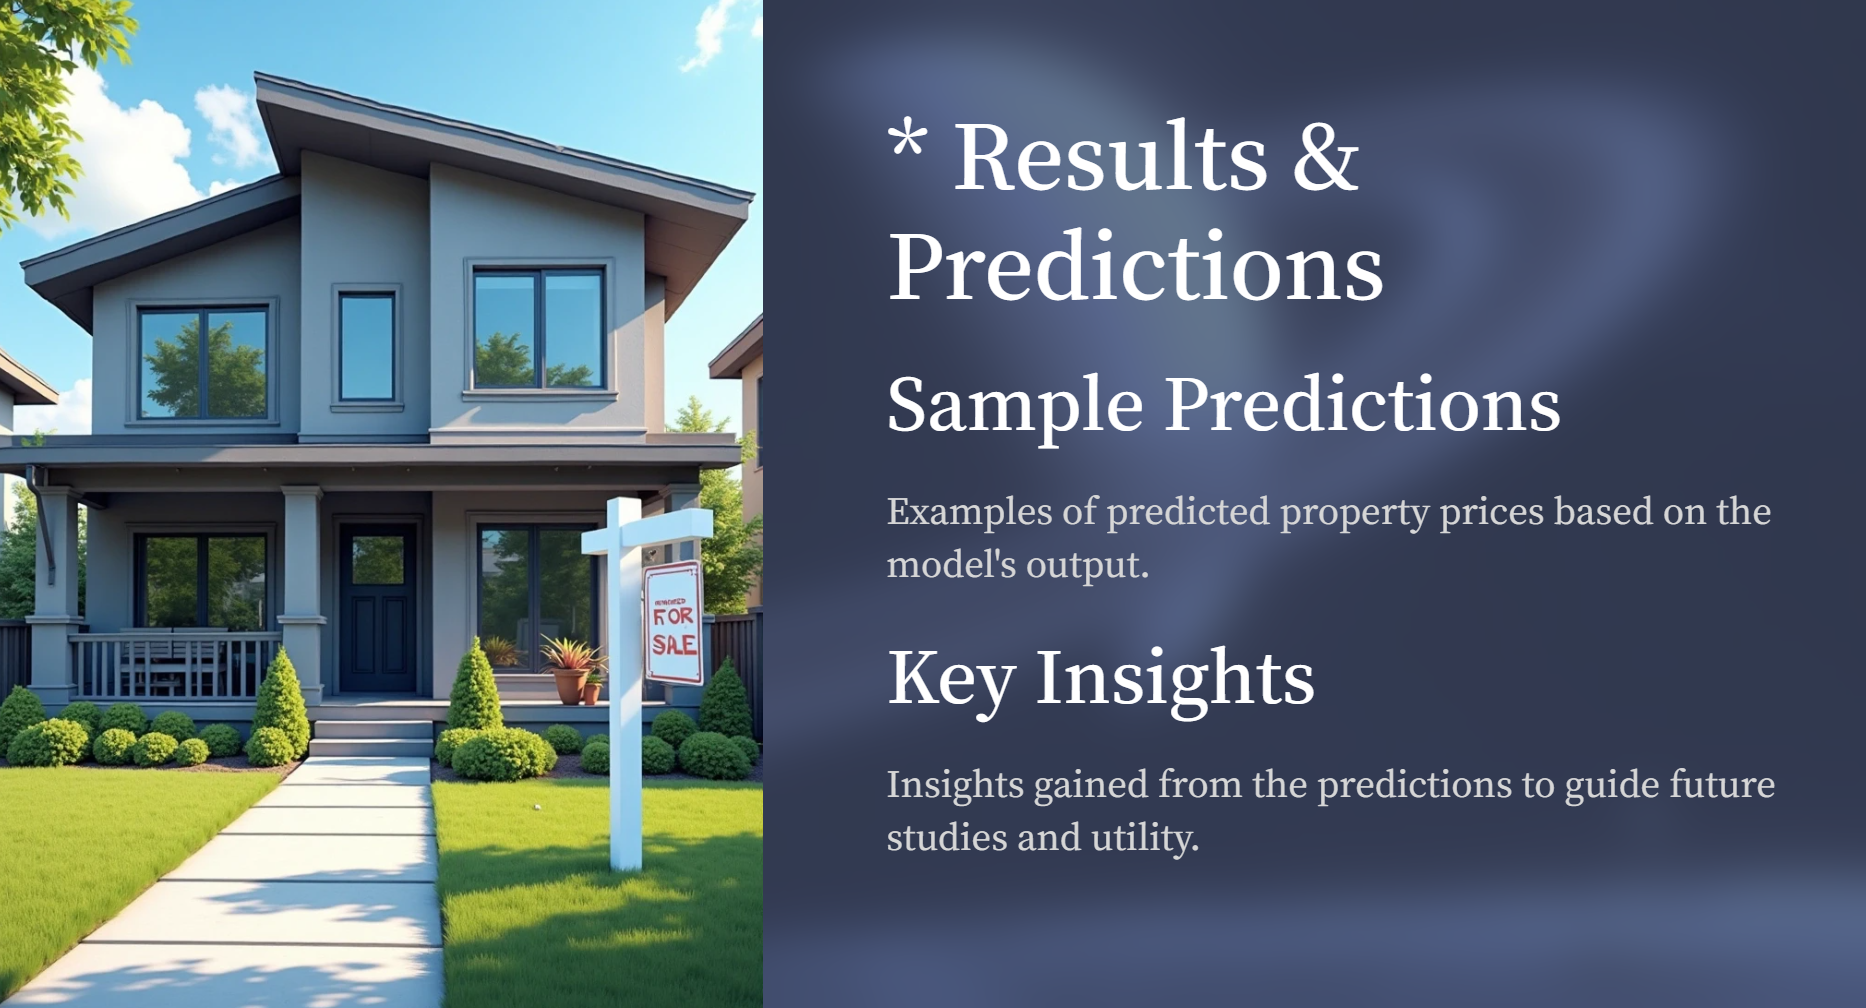 FOR
SALE
* Results &
Predictions
Sample Predictions
Examples of predicted property prices based on the
model's output.
Key Insights
Insights gained from the predictions to guide future
studies and utility.